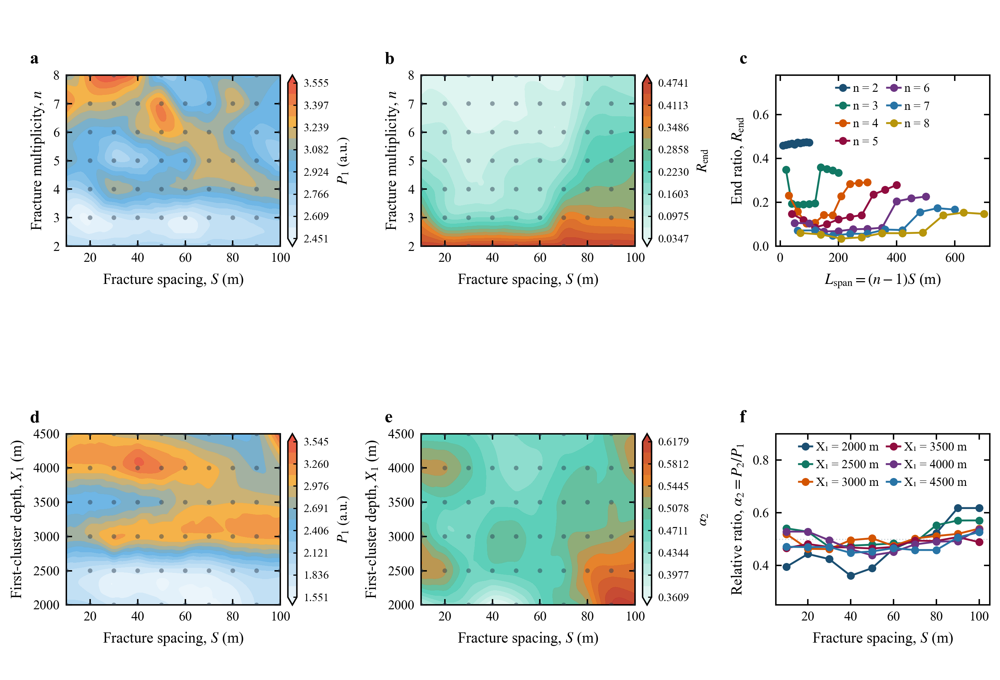 a
8
7
6
5
4
3
2
Fracture multiplicity, n
20 40 60 80 100
Fracture spacing, S (m)
3.555
3.397
3.239
3.082
2.924
2.766
2.609
2.451
P1 (a.u.)
b
8
7
6
5
4
3
2
Fracture multiplicity, n
20 40 60 80 100
Fracture spacing, S (m)
0.4741
0.4113
0.3486
0.2858
0.2230
0.1603
0.0975
0.0347
Rend
c
n = 2 n = 6
n = 3 n = 7
n = 4 n = 8
n = 5
0.6
0.4
0.2
0.0
End ratio, Rend
0 200 400 600
Lspan = (n − 1)S (m)
d
4500
4000
3500
3000
2500
2000
First-cluster depth, X1 (m)
20 40 60 80 100
Fracture spacing, S (m)
3.545
3.260
2.976
2.691
2.406
2.121
1.836
1.551
P1 (a.u.)
e
4500
4000
3500
3000
2500
2000
First-cluster depth, X1 (m)
20 40 60 80 100
Fracture spacing, S (m)
0.6179
0.5812
0.5445
0.5078
0.4711
0.4344
0.3977
0.3609
α2
f
X₁ = 2000 m X₁ = 3500 m
X₁ = 2500 m X₁ = 4000 m
X₁ = 3000 m X₁ = 4500 m
0.8
0.6
0.4
Relative ratio, α2 = P2/P1
20 40 60 80 100
Fracture spacing, S (m)